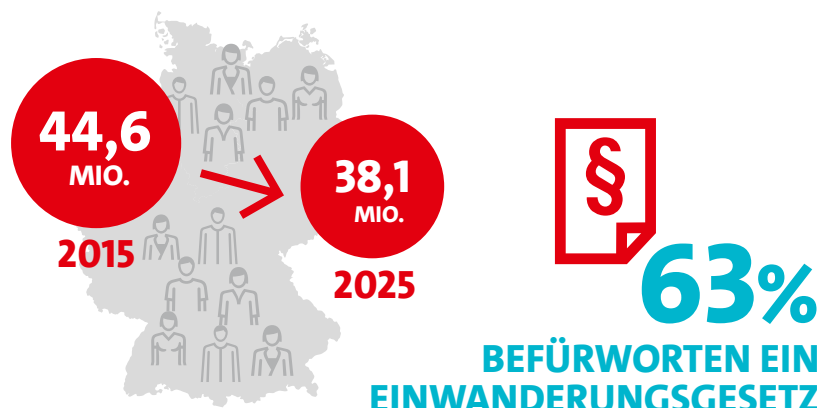 44,6
MIO.
2015
38,1
MIO.
2025
§
63%
BEFÜRWORTEN EIN
EINWANDERUNGSGESETZ